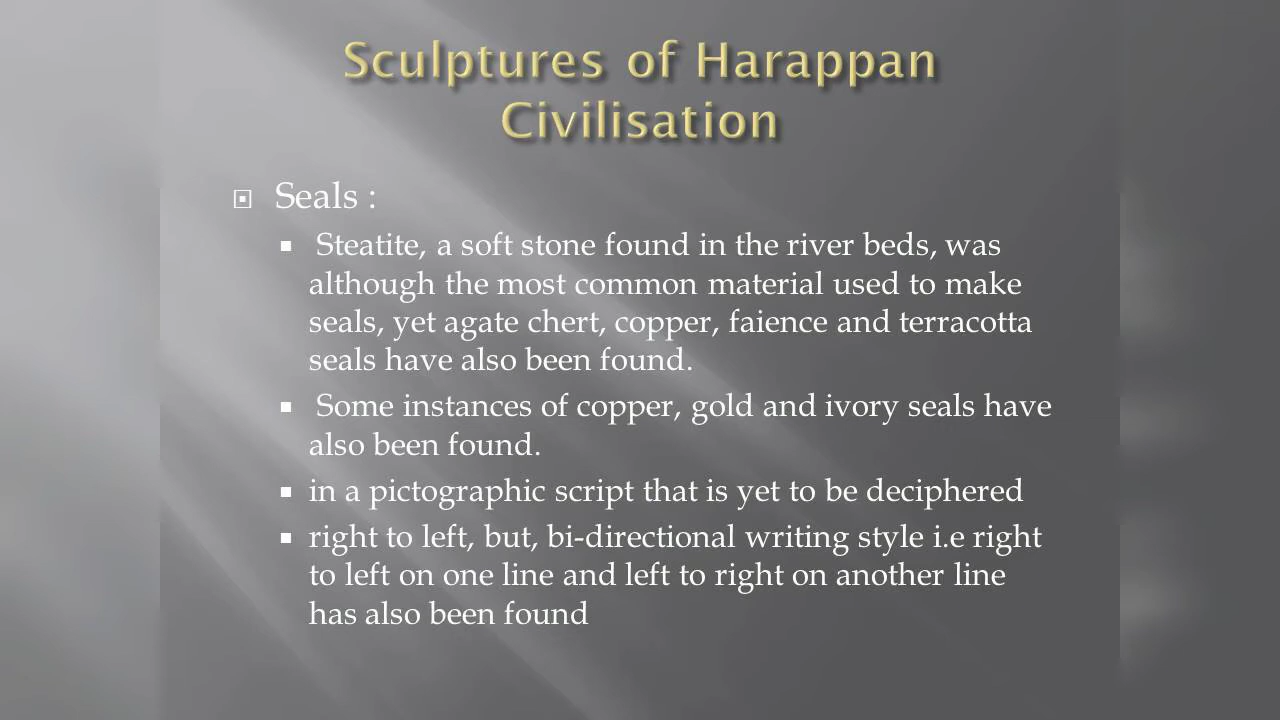 Sculptures of Harappan
Civilisation
Seals :
Steatite, a soft stone found in the river beds, was
although the most common material used to make
seals, yet agate chert, copper, faience and terracotta
seals have also been found.
Some instances of copper, gold and ivory seals have
also been found.
in a pictographic script that is yet to be deciphered
right to left, but, bi-directional writing style i.e right
to left on one line and left to right on another line
has also been found